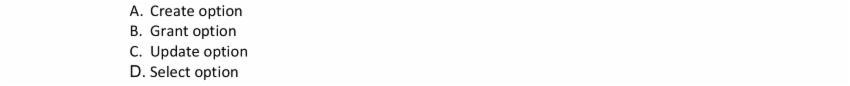 A. Create option
B. Grant option
C. Update option
D. Select option